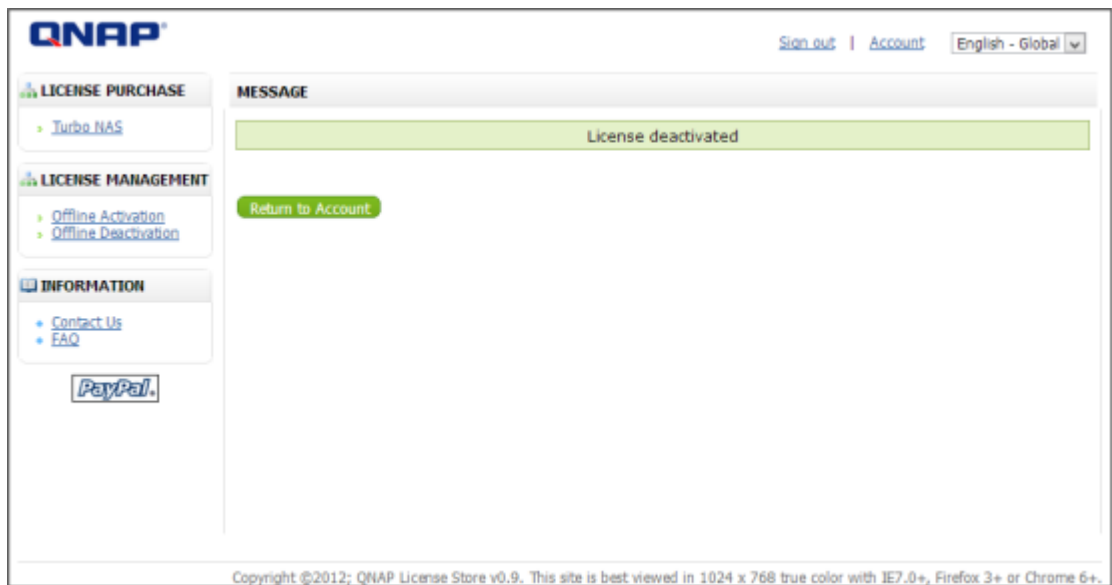 QNAP
Sign out | Account English - Global
LICENSE PURCHASE
Turbo NAS
LICENSE MANAGEMENT
Offline Activation
Offline Deactivation
INFORMATION
Contact Us
FAQ
PayPal.
MESSAGE
License deactivated
Return to Account
Copyright ©2012; QNAP License Store v0.9. This site is best viewed in 1024 x 768 true color with IE7.0+, Firefox 3+ or Chrome 6+.